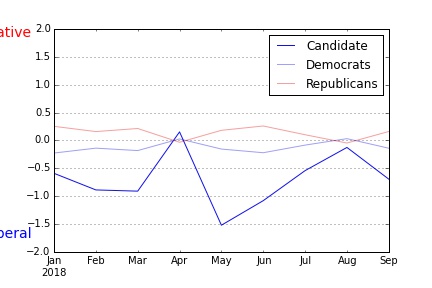 ative
beral
2.0
1.5
1.0
0.5
0.0
−0.5
−1.0
−1.5
−2.0
Candidate
Democrats
Republicans
Jan Feb Mar Apr May Jun Jul Aug Sep
2018